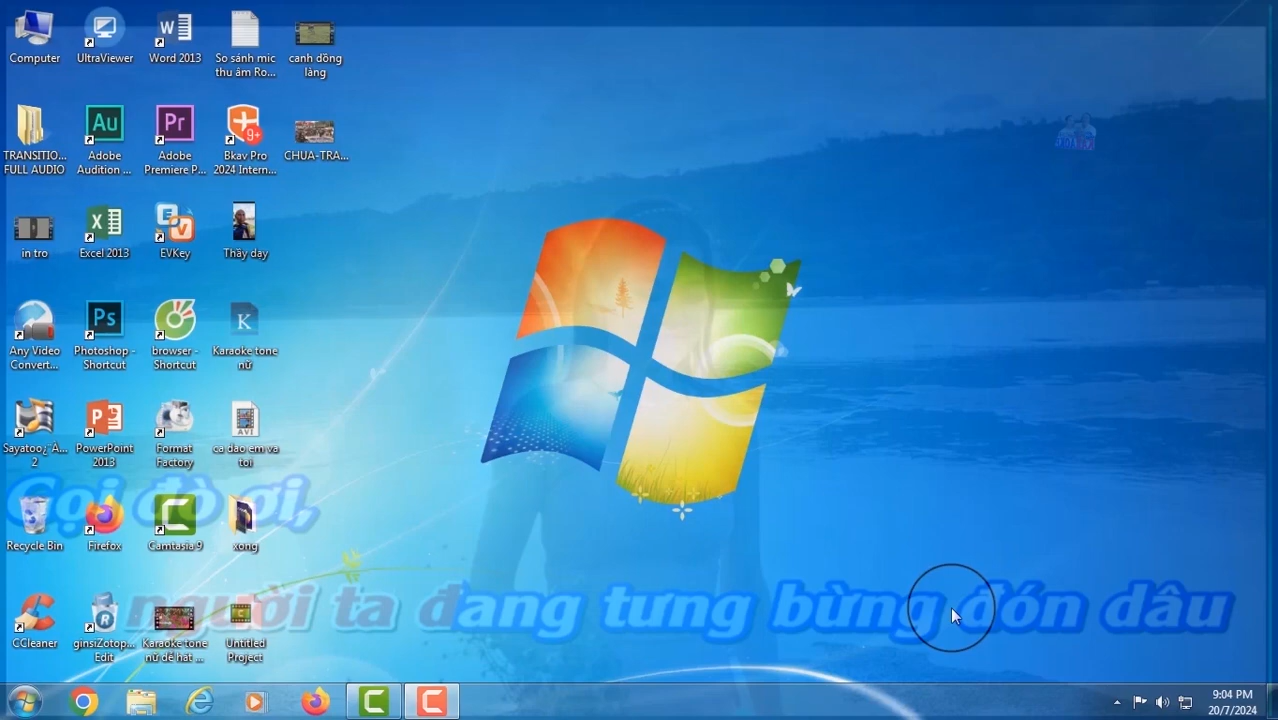 Computer
UltraViewer
Word 2013
So sánh mic
thu âm Ro...
canh đồng
làng
TRANSITIO...
FULL AUDIO
Adobe
Audition ...
Adobe
Premiere P...
Bkav Pro
2024 Intern...
CHUA-TRA...
in tro
Excel 2013
EVKey
Thầy dạy
Any Video
Convert...
Photoshop -
Shortcut
browser -
Shortcut
Karaoke tone
nữ
PowerPoint
2013
Format
Factory
ca dao em va
toi
Gọi đò ơi,
Recycle Bin
Firefox
Camtasia 9
xong
người ta đang tưng bừng đón dâu
CCleaner
ginsiZotop...
Edit
Karaoke tone
nữ dễ hát ...
Untitled
Project
9:04 PM
20/7/2024